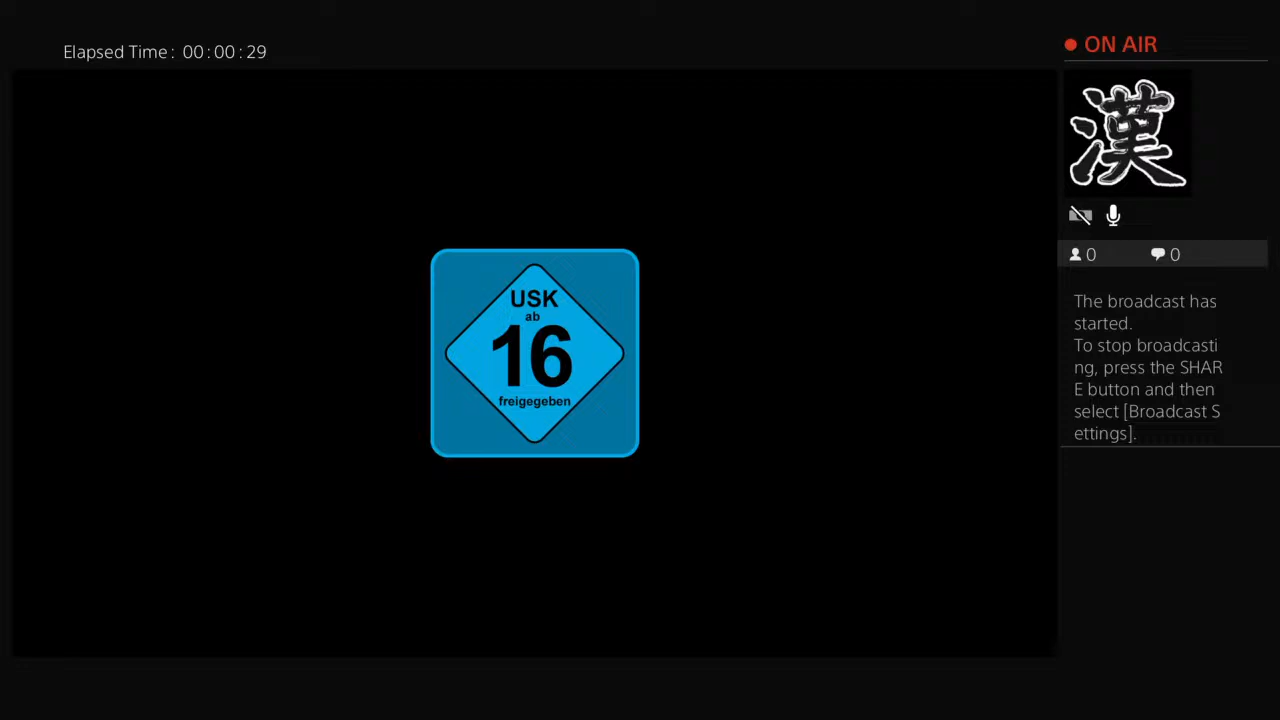 Elapsed Time: 00:00:29
ON AIR
漢
0 0
The broadcast has
started.
To stop broadcasti
ng, press the SHAR
E button and then
select [Broadcast S
ettings].
USK
ab
16
freigegeben